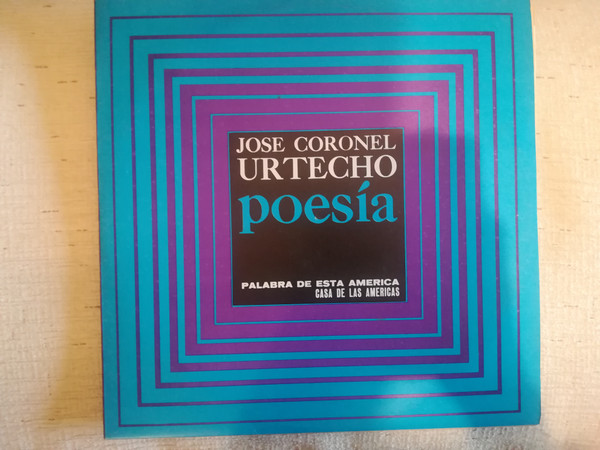 JOSE CORONEL
URTECHO
poesía
PALABRA DE ESTA AMERICA
CASA DE LAS AMERICAS